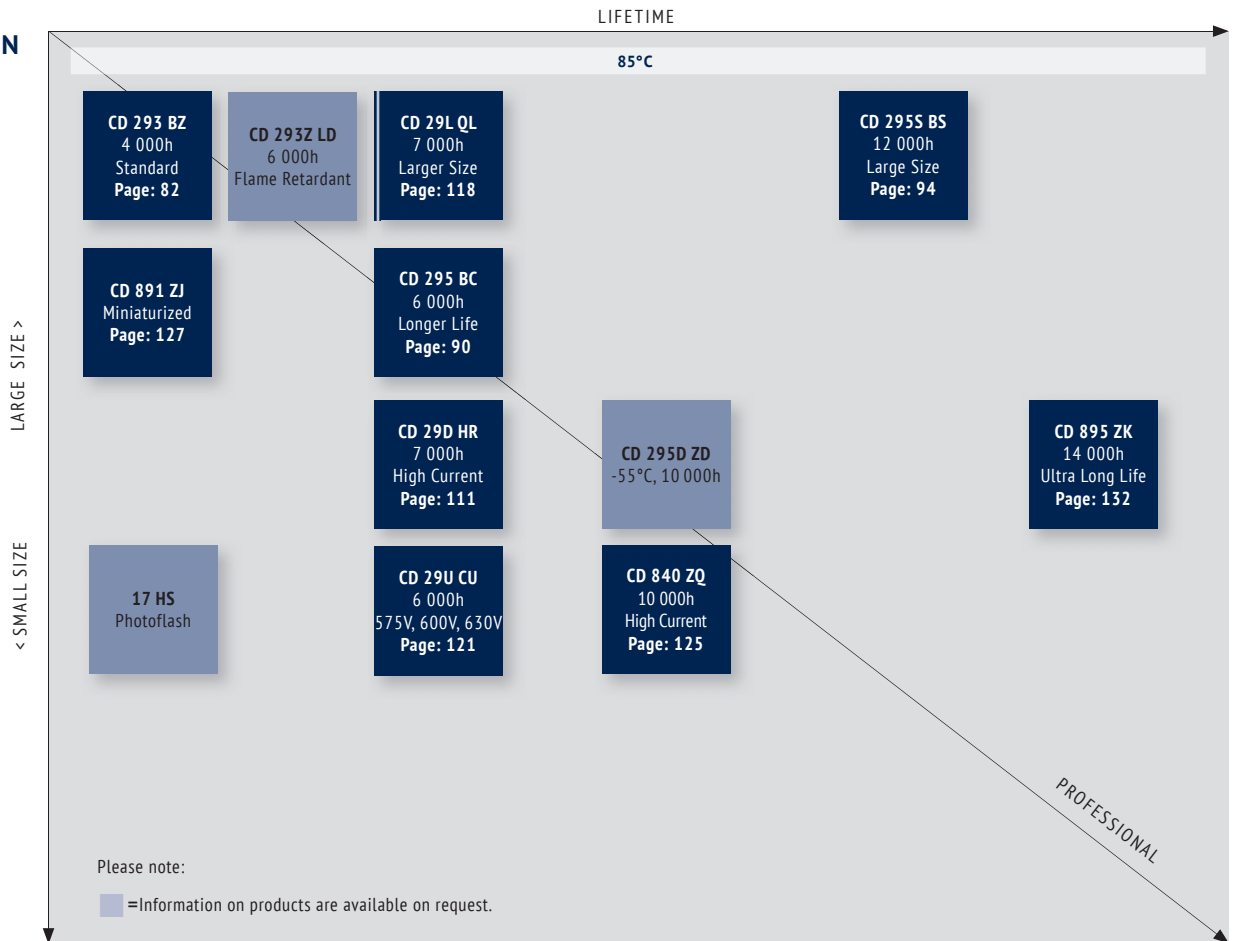 LIFETIME
N
85°C
CD 293 BZ
4 000h
Standard
Page: 82
CD 293Z LD
6 000h
Flame Retardant
CD 29L QL
7 000h
Larger Size
Page: 118
CD 295S BS
12 000h
Large Size
Page: 94
CD 891 ZJ
Miniaturized
Page: 127
CD 295 BC
6 000h
Longer Life
Page: 90
LARGE SIZE >
CD 29D HR
7 000h
High Current
Page: 111
CD 295D ZD
-55°C, 10 000h
CD 895 ZK
14 000h
Ultra Long Life
Page: 132
< SMALL SIZE
17 HS
Photoflash
CD 29U CU
6 000h
575V, 600V, 630V
Page: 121
CD 840 ZQ
10 000h
High Current
Page: 125
PROFESSIONAL
Please note:
=Information on products are available on request.